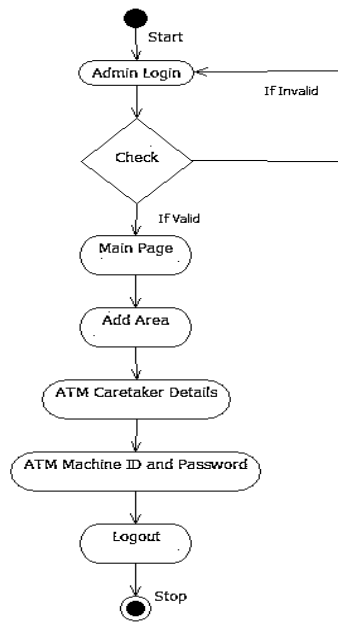 Start
Admin Login
If Invalid
Check
If Valid
Main Page
Add Area
ATM Caretaker Details
ATM Machine ID and Password
Logout
Stop